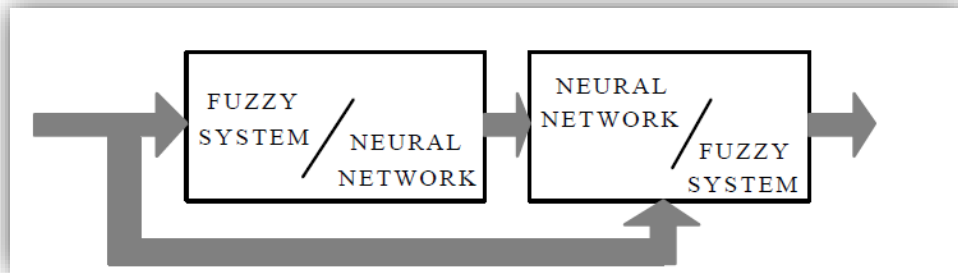 FUZZY
SYSTEM
NEURAL
NETWORK
NEURAL
NETWORK
FUZZY
SYSTEM